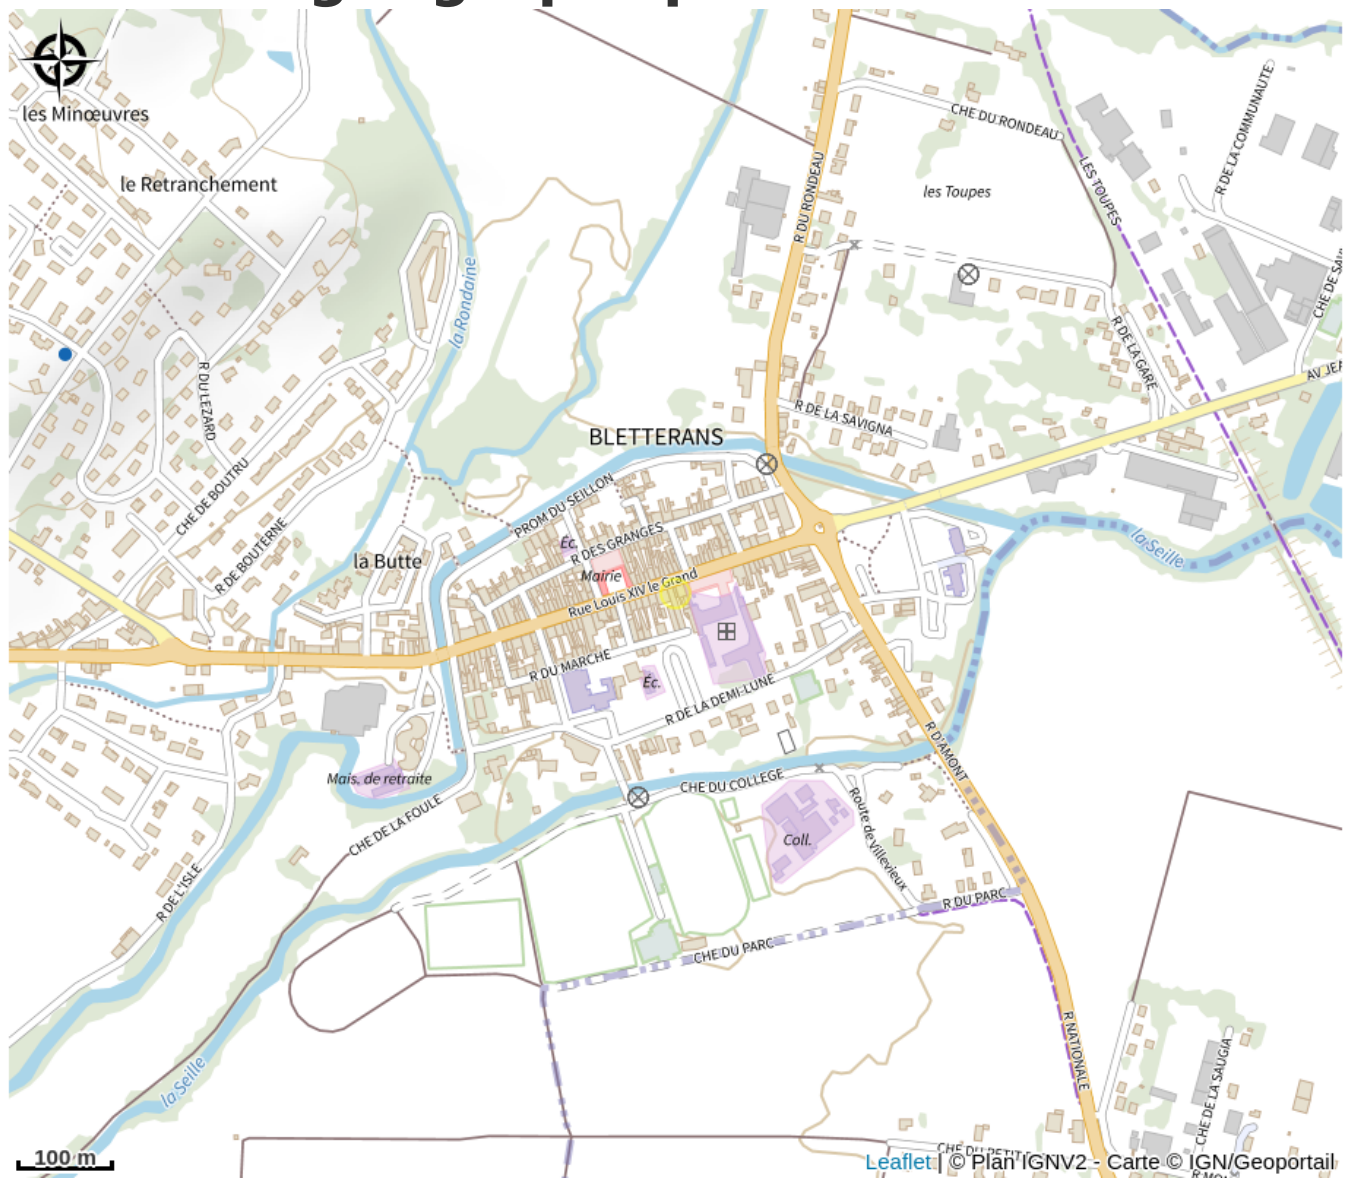 les Minœuvres
le Retranchement
la Rondaine
R DU RONDEAU
CHE DU RONDEAU
les Toupes
LES TOUPES
R DE LA COMMUNAUTE
R DE LA GARE
R DE LA SAVIGNA
R DU LEZARD
CHE DE BOUTRU
R DE BOUTERNE
BLETTERANS
PROM DU SEILLON
Éc.
R DES GRANGES
Mairie
Rue Louis XIV le Grand
la Butte
la Seille
R DU MARCHE
Éc.
R DE LA DEMI-LUNE
R D'AMONT
Mais. de retraite
CHE DE LA FOULE
CHE DU COLLEGE
Coll.
Route de Villevieux
R DE L'ISLE
R DU PARC
CHE DU PARC
R NATIONALE
la Seille
CHE DE LA SAUGIA
100 m
Leaflet | © Plan IGNV2 - Carte © IGN/Geoportail